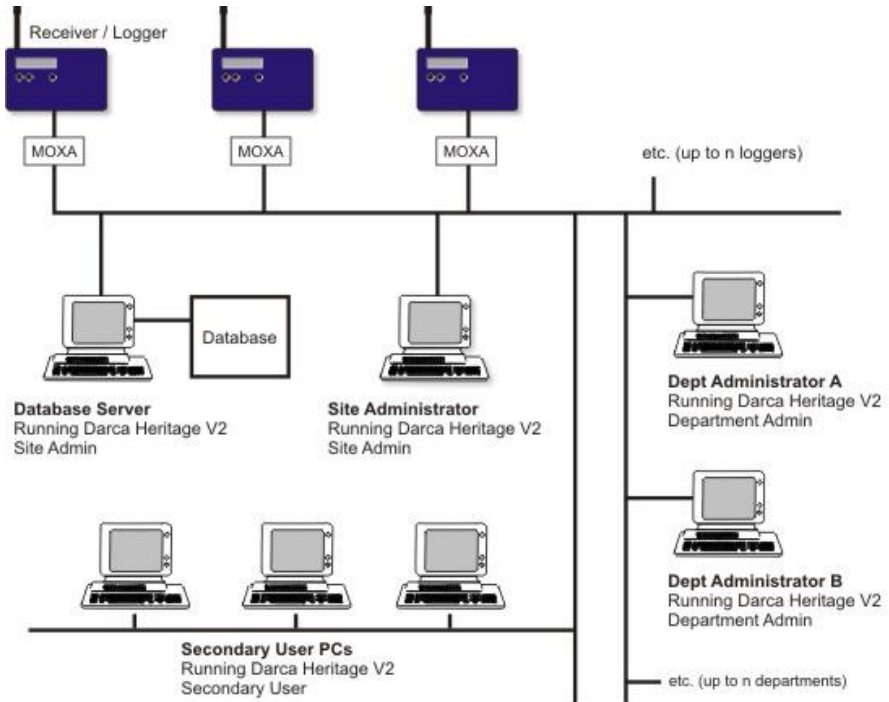 Receiver / Logger
MOXA
MOXA
MOXA
etc. (up to n loggers)
Database
Database Server
Running Darca Heritage V2
Site Admin
Site Administrator
Running Darca Heritage V2
Site Admin
Dept Administrator A
Running Darca Heritage V2
Department Admin
Dept Administrator B
Running Darca Heritage V2
Department Admin
Secondary User PCs
Running Darca Heritage V2
Secondary User
etc. (up to n departments)